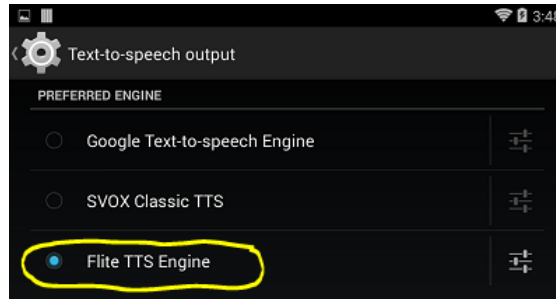 3:48
Text-to-speech output
PREFERRED ENGINE
Google Text-to-speech Engine
SVOX Classic TTS
Flite TTS Engine